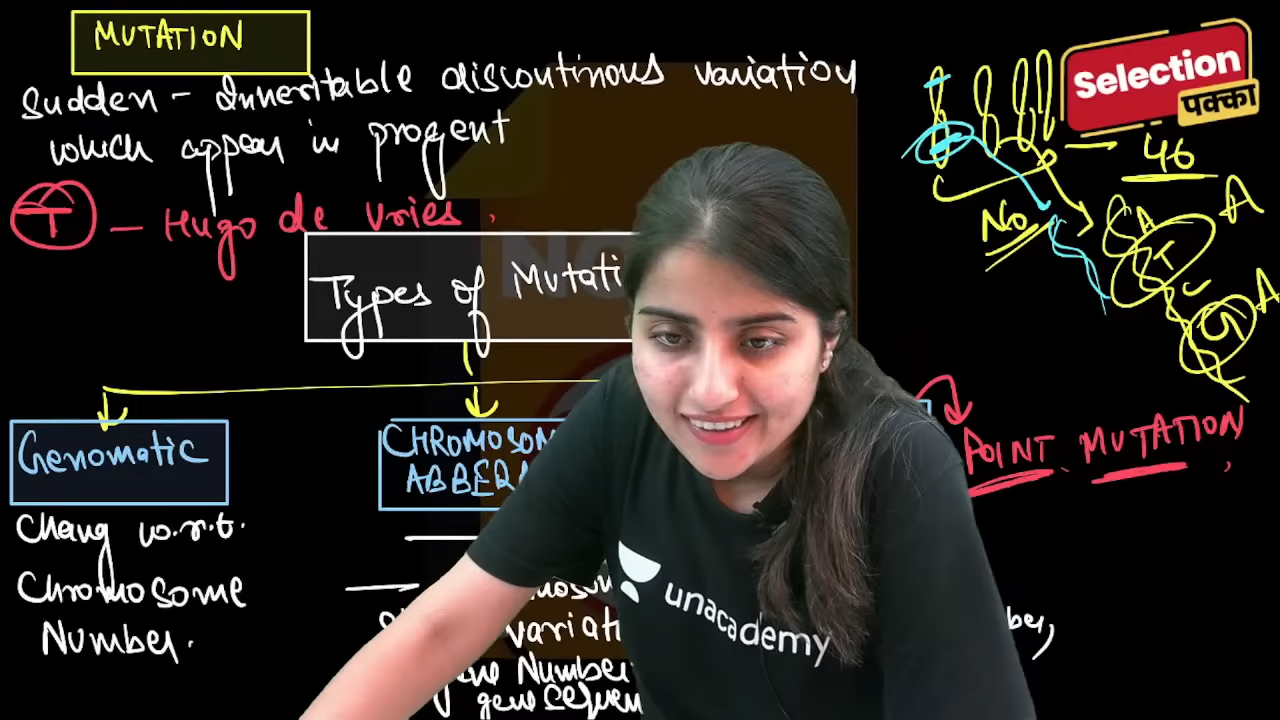 MUTATION
Sudden - Inheritable discontinous variation
which appear in progent
T - Hugo de Vries.
Types of Mutati
Genomatic
Chang w.r.t.
Chromosome
Number.
CHROMOSOM
ABBERA
variat
Number
gene sequen
POINT MUTATION,
Selection
पक्का
46
No
A
A
T
C
G
A
unacademy